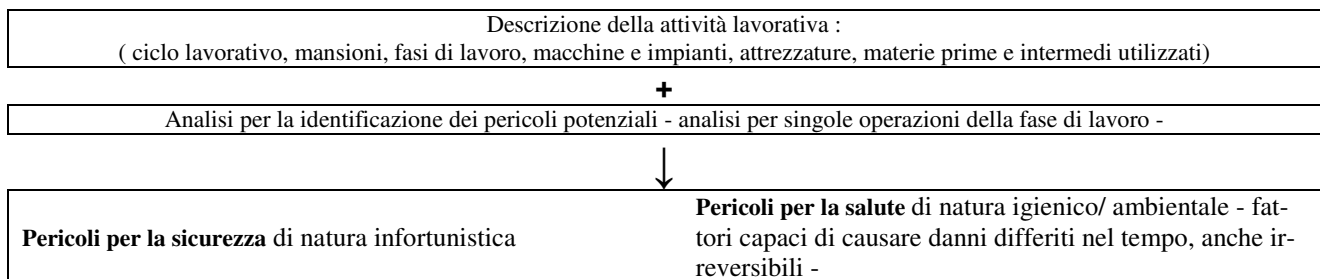 Descrizione della attività lavorativa :
( ciclo lavorativo, mansioni, fasi di lavoro, macchine e impianti, attrezzature, materie prime e intermedi utilizzati)
+
Analisi per la identificazione dei pericoli potenziali - analisi per singole operazioni della fase di lavoro -
Pericoli per la sicurezza di natura infortunistica
Pericoli per la salute di natura igienico/ ambientale - fat-
tori capaci di causare danni differiti nel tempo, anche ir-
reversibili -